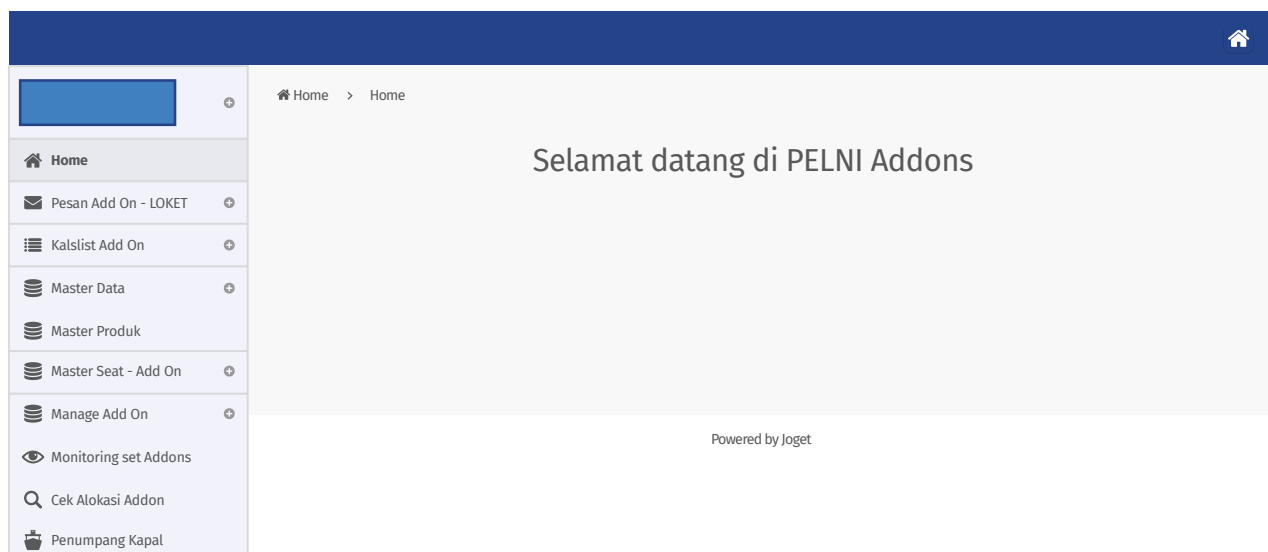 Home > Home
Selamat datang di PELNI Addons
Home
Pesan Add On - LOKET
Kalslist Add On
Master Data
Master Produk
Master Seat - Add On
Manage Add On
Monitoring set Addons
Cek Alokasi Addon
Penumpang Kapal
Powered by Joget